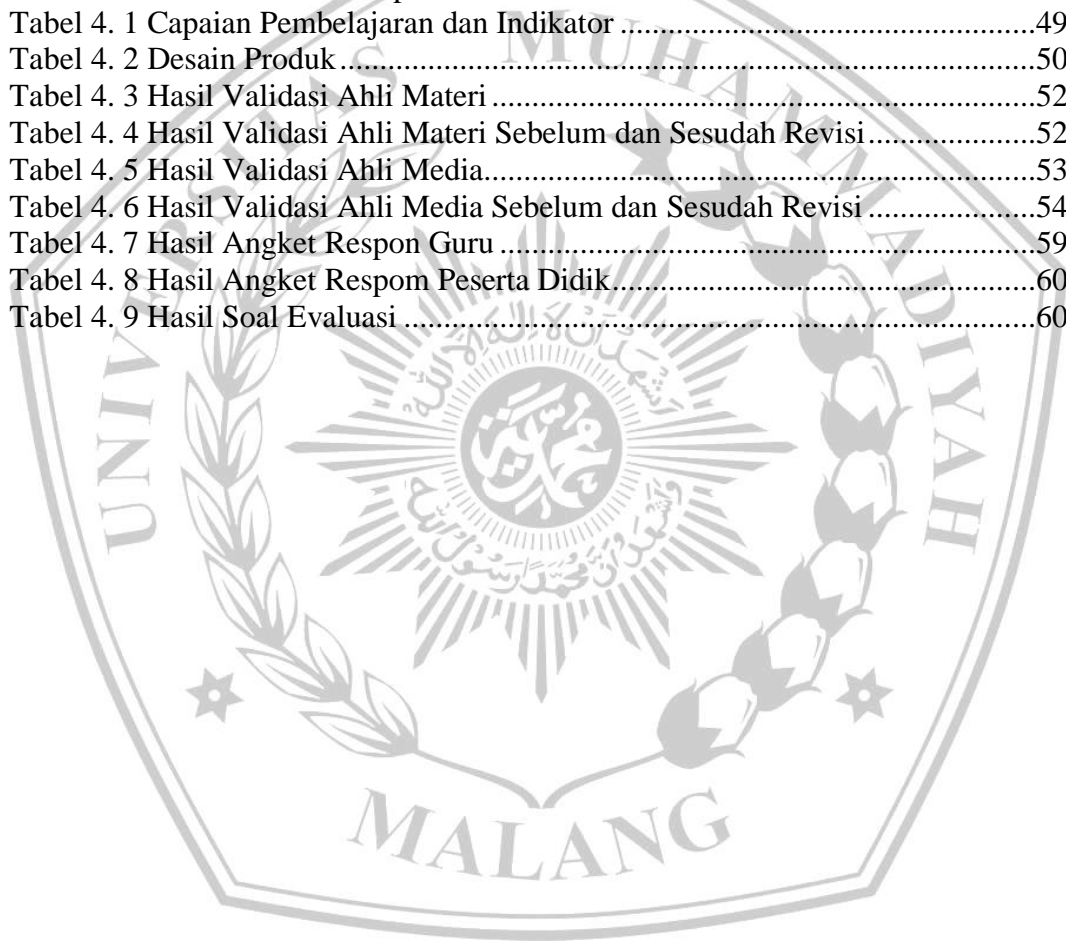 Tabel 4. 1 Capaian Pembelajaran dan Indikator ................................................49
Tabel 4. 2 Desain Produk ................................................50
Tabel 4. 3 Hasil Validasi Ahli Materi ................................................52
Tabel 4. 4 Hasil Validasi Ahli Materi Sebelum dan Sesudah Revisi ................................................52
Tabel 4. 5 Hasil Validasi Ahli Media ................................................53
Tabel 4. 6 Hasil Validasi Ahli Media Sebelum dan Sesudah Revisi ................................................54
Tabel 4. 7 Hasil Angket Respon Guru ................................................59
Tabel 4. 8 Hasil Angket Respom Peserta Didik ................................................60
Tabel 4. 9 Hasil Soal Evaluasi ................................................60
UNIVERSITAS MUHAMMADIYAH
MALANG